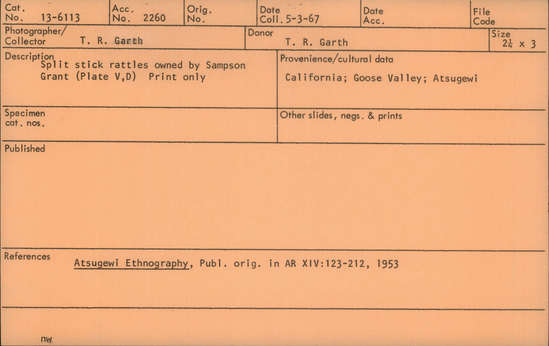 Cat. No. 13-6113 Acc. No. 2260 Orig. No. Date Coll. 5-3-67 Date Acc. File Code
Photographer/ Collector T. R. Garth Donor T. R. Garth Size 2¼ x 3
Description Split stick rattles owned by Sampson
Grant (Plate V,D) Print only
Provenience/cultural data
California; Goose Valley; Atsugewi
Specimen cat. nos.
Other slides, negs. & prints
Published
References Atsugewi Ethnography, Publ. orig. in AR XIV:123-212, 1953